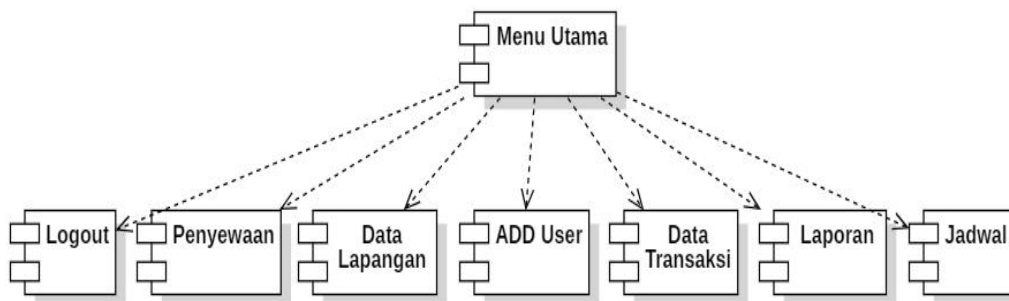 Menu Utama
Logout
Penyewaan
Data
Lapangan
ADD User
Data
Transaksi
Laporan
Jadwal